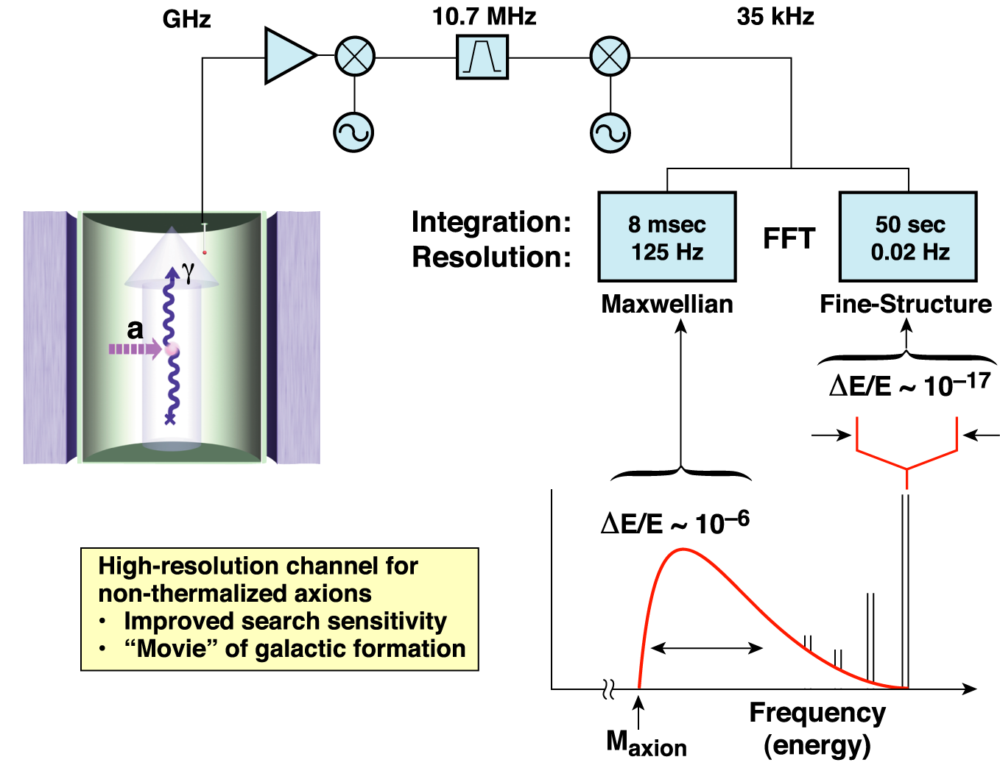 GHz
10.7 MHz
35 kHz
Integration:
Resolution:
8 msec
125 Hz
FFT
50 sec
0.02 Hz
Maxwellian
Fine-Structure
γ
a
ΔE/E ~ 10⁻¹⁷
ΔE/E ~ 10⁻⁶
High-resolution channel for
non-thermalized axions
• Improved search sensitivity
• “Movie” of galactic formation
Frequency
(energy)
Maxion